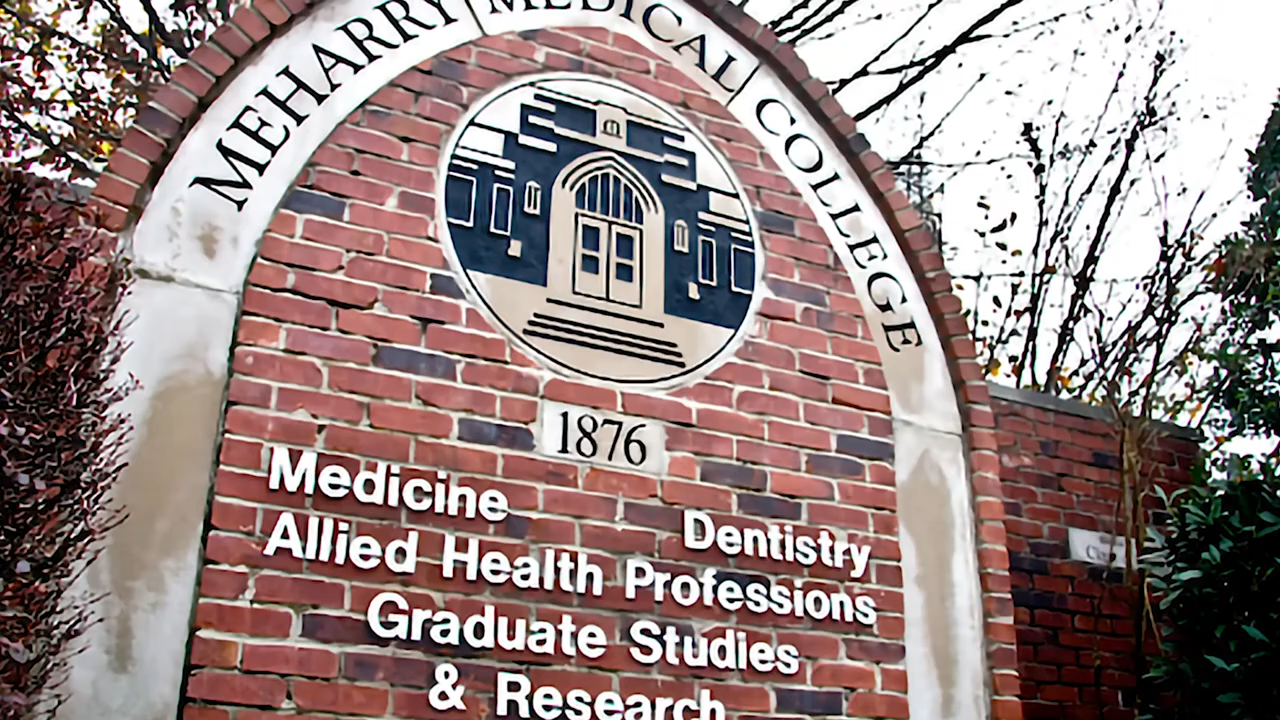 MEHARRY MEDICAL COLLEGE
1876
Medicine Dentistry
Allied Health Professions
Graduate Studies
& Research